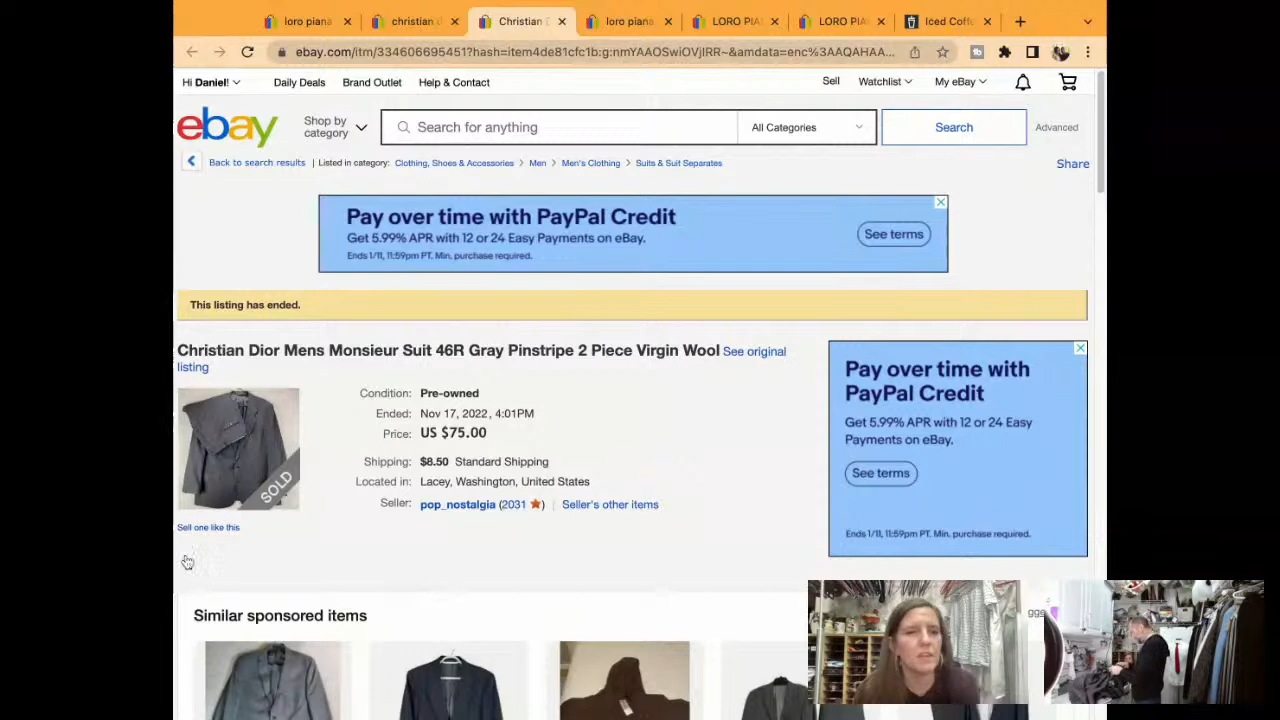 loro piana
christian d
Christian D
loro piana
LORO PIA
LORO PIA
Iced Coff
ebay.com/itm/334606695451?hash=item4de81cfc1b:g:nmYAAOSwiOVjIRR~&amdata=enc%3AAQAHAA...
Hi Daniel!
Daily Deals
Brand Outlet
Help & Contact
Sell
Watchlist
My eBay
ebay
Shop by
category
Search for anything
All Categories
Search
Advanced
Back to search results
Listed in category:
Clothing, Shoes & Accessories
Men
Men's Clothing
Suits & Suit Separates
Share
Pay over time with PayPal Credit
Get 5.99% APR with 12 or 24 Easy Payments on eBay.
Ends 1/11, 11:59pm PT. Min. purchase required.
See terms
This listing has ended.
Christian Dior Mens Monsieur Suit 46R Gray Pinstripe 2 Piece Virgin Wool See original
listing
SOLD
Sell one like this
Condition: Pre-owned
Ended: Nov 17, 2022 , 4:01PM
Price: US $75.00
Shipping: $8.50 Standard Shipping
Located in: Lacey, Washington, United States
Seller: pop_nostalgia (2031 ) | Seller's other items
Pay over time with
PayPal Credit
Get 5.99% APR with 12 or 24 Easy
Payments on eBay.
See terms
Ends 1/11, 11:59pm PT. Min. purchase required.
Similar sponsored items